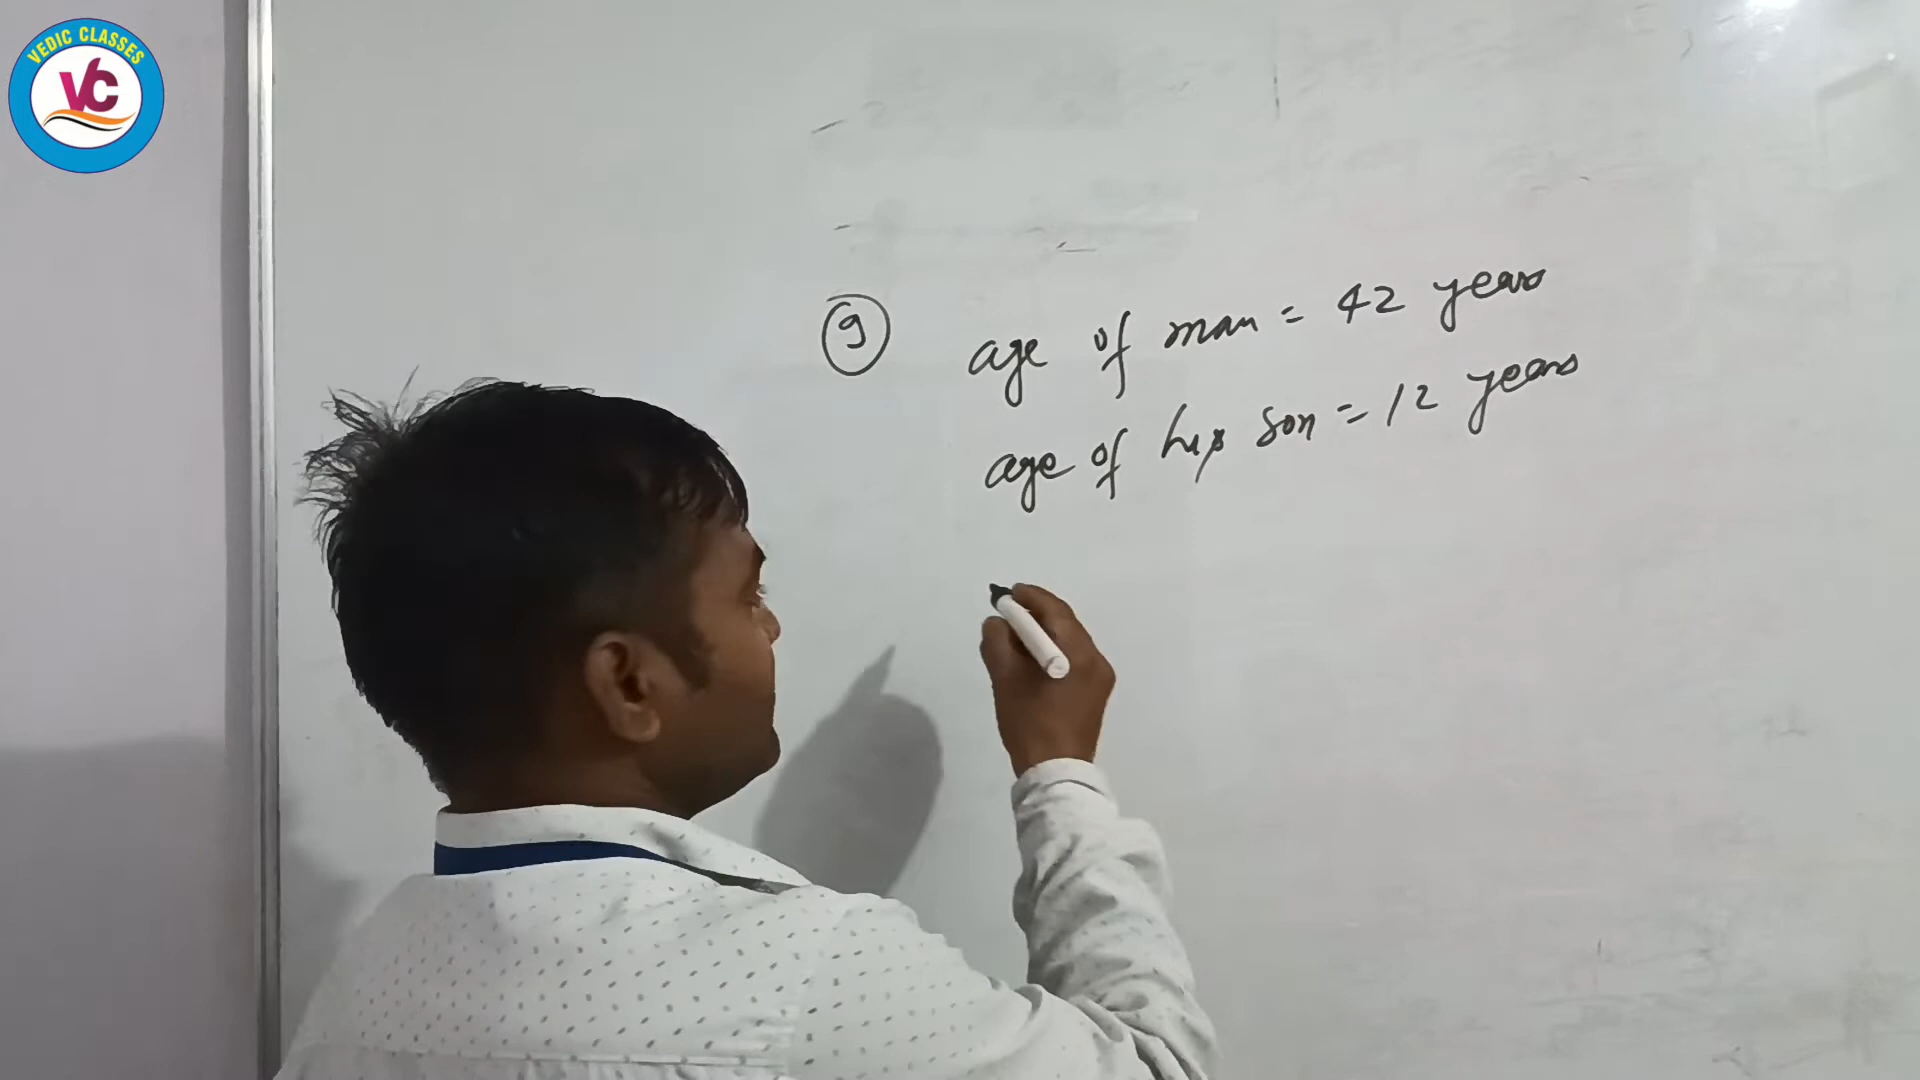 VEDIC CLASSES
VC
9 age of man = 42 years
age of his son = 12 years